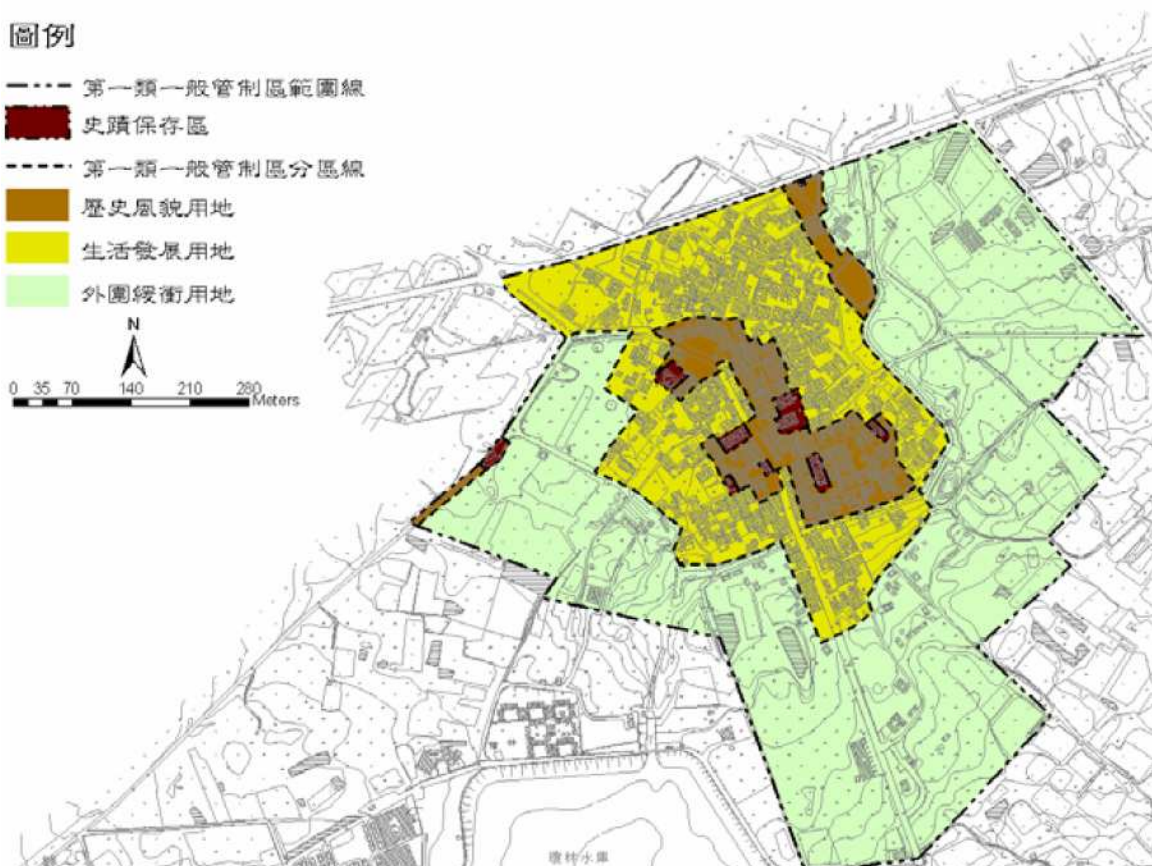 圖例
第一類一般管制區範圍線
史蹟保存區
第一類一般管制區分區線
歷史風貌用地
生活發展用地
外圍緩衝用地
N
0 35 70 140 210 280
Meters
瓊林水庫